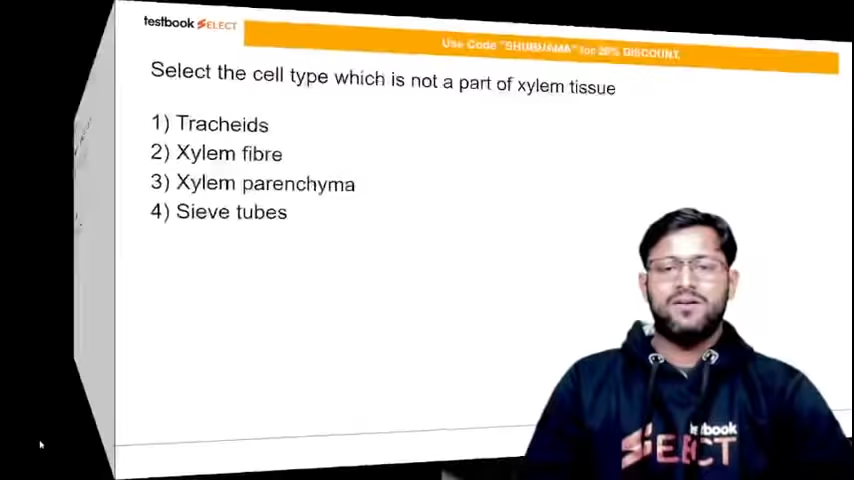 testbook SELECT
Use Code "SHUBHAMA" for 28% DISCOUNT.
Select the cell type which is not a part of xylem tissue
1) Tracheids
2) Xylem fibre
3) Xylem parenchyma
4) Sieve tubes
testbook
SELECT